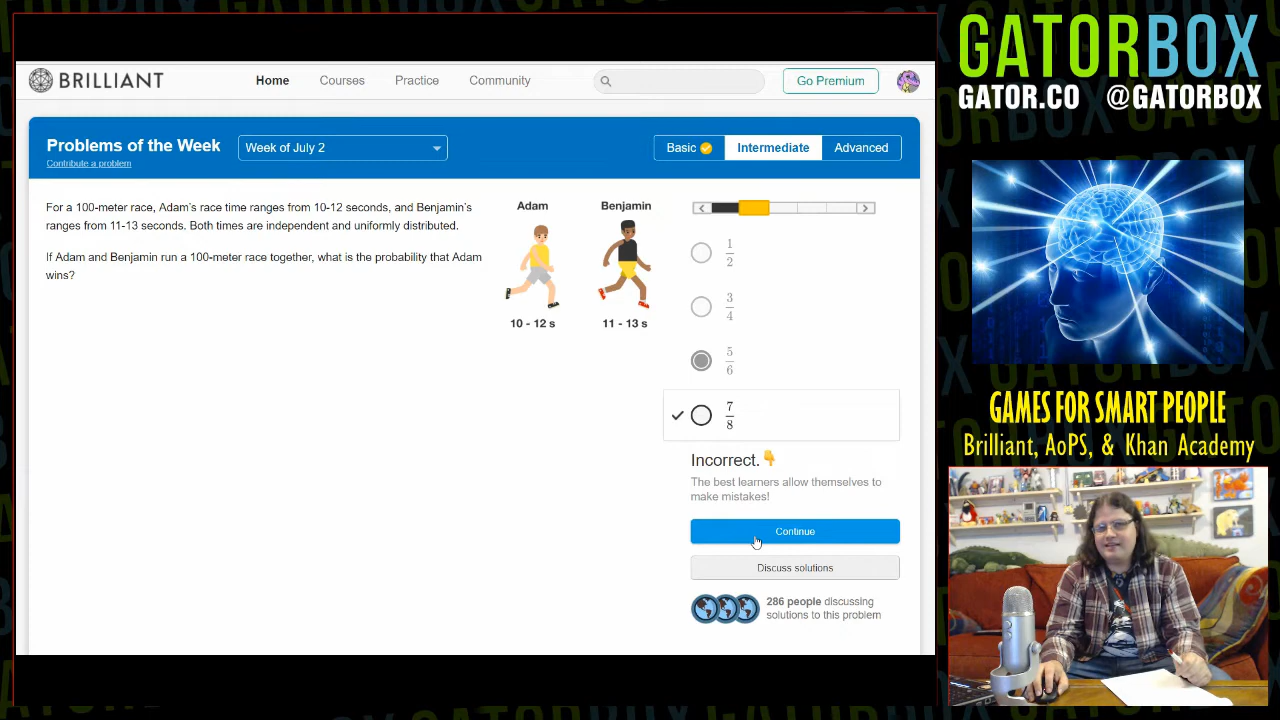 BRILLIANT
Home
Courses
Practice
Community
Go Premium
Problems of the Week
Contribute a problem
Week of July 2
Basic
Intermediate
Advanced
For a 100-meter race, Adam's race time ranges from 10-12 seconds, and Benjamin's
ranges from 11-13 seconds. Both times are independent and uniformly distributed.
If Adam and Benjamin run a 100-meter race together, what is the probability that Adam
wins?
Adam
Benjamin
10 - 12 s
11 - 13 s
1
2
3
4
5
6
7
8
Incorrect.
The best learners allow themselves to
make mistakes!
Continue
Discuss solutions
286 people discussing
solutions to this problem
GATORBOX
GATOR.CO @GATORBOX
GAMES FOR SMART PEOPLE
Brilliant, AoPS, & Khan Academy